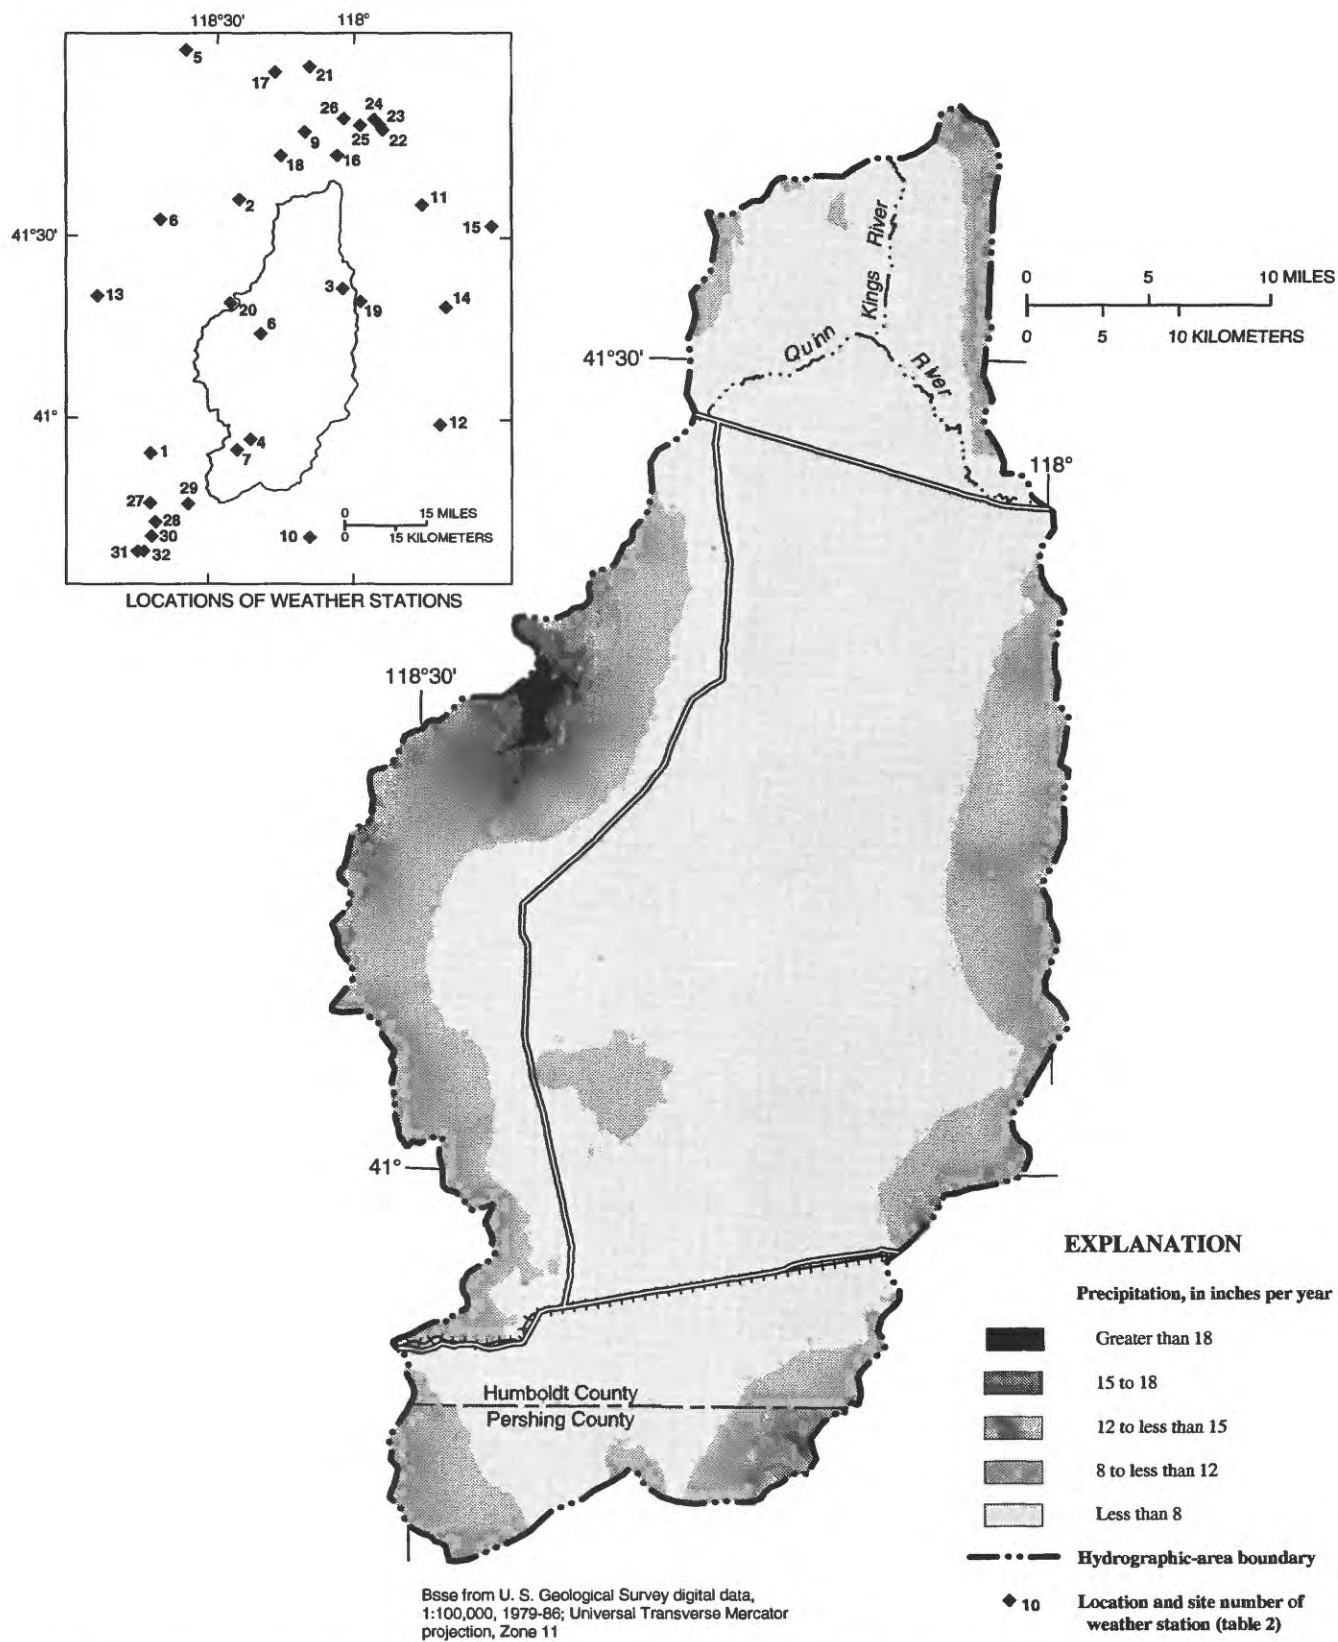 118°30'
118°
5
17
21
26
24
23
9
25
22
18
16
2
11
6
15
41°30'
3
13
20
19
14
6
41°
12
4
1
7
27
29
28
30
31
32
10
0 15 MILES
0 15 KILOMETERS
LOCATIONS OF WEATHER STATIONS
Kings River
Quinn River
0 5 10 MILES
0 5 10 KILOMETERS
41°30'
118°
118°30'
41°
Humboldt County
Pershing County
EXPLANATION
Precipitation, in inches per year
Greater than 18
15 to 18
12 to less than 15
8 to less than 12
Less than 8
Hydrographic-area boundary
10 Location and site number of
weather station (table 2)
Bsse from U. S. Geological Survey digital data,
1:100,000, 1979-86; Universal Transverse Mercator
projection, Zone 11